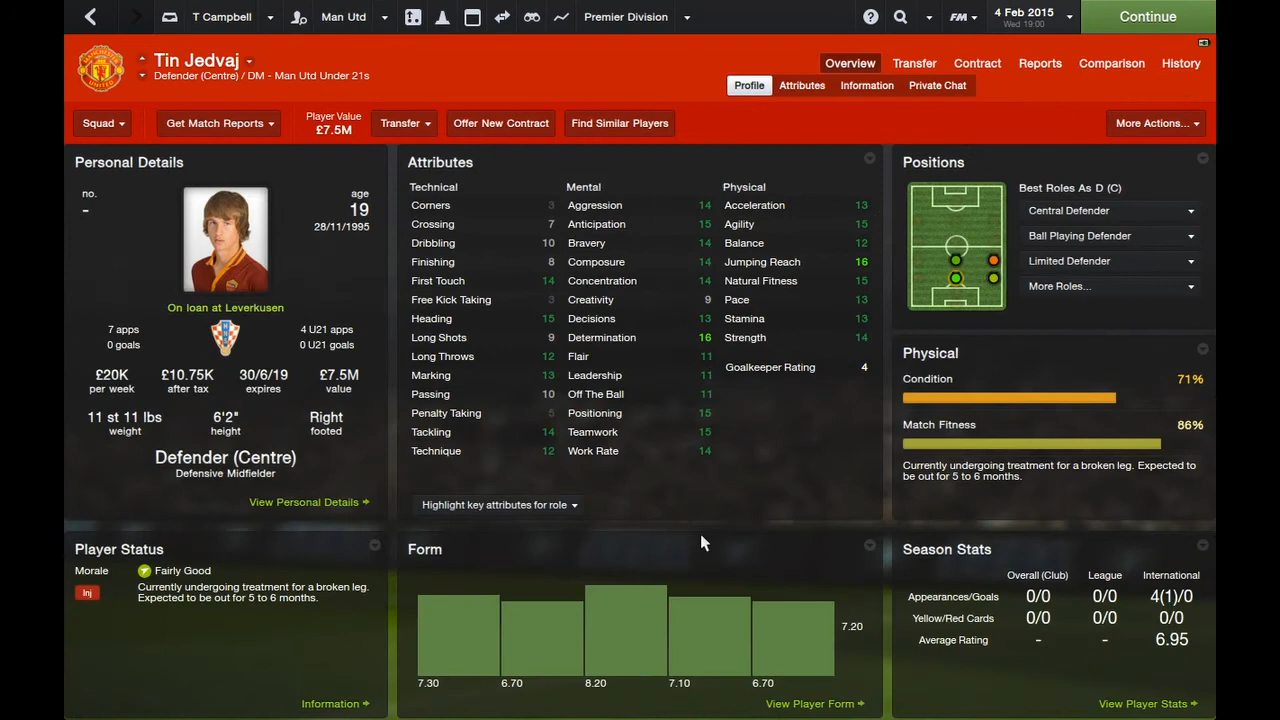 T Campbell
Man Utd
Premier Division
?
FM
4 Feb 2015
Wed 19:00
Continue
Tin Jedvaj
Defender (Centre) / DM - Man Utd Under 21s
Overview Transfer Contract Reports Comparison History
Profile Attributes Information Private Chat
Squad
Get Match Reports
Player Value
£7.5M
Transfer
Offer New Contract
Find Similar Players
More Actions...
Personal Details
no.
-
age
19
28/11/1995
On loan at Leverkusen
7 apps
0 goals
4 U21 apps
0 U21 goals
£20K
per week
£10.75K
after tax
30/6/19
expires
£7.5M
value
11 st 11 lbs
weight
6'2"
height
Right
footed
Defender (Centre)
Defensive Midfielder
View Personal Details
Attributes
Technical
Corners 3
Crossing 7
Dribbling 10
Finishing 8
First Touch 14
Free Kick Taking 3
Heading 15
Long Shots 9
Long Throws 12
Marking 13
Passing 10
Penalty Taking 5
Tackling 14
Technique 12
Mental
Aggression 14
Anticipation 15
Bravery 14
Composure 14
Concentration 14
Creativity 9
Decisions 13
Determination 16
Flair 11
Leadership 11
Off The Ball 11
Positioning 15
Teamwork 15
Work Rate 14
Physical
Acceleration 13
Agility 15
Balance 12
Jumping Reach 16
Natural Fitness 15
Pace 13
Stamina 13
Strength 14
Goalkeeper Rating 4
Highlight key attributes for role
Positions
Best Roles As D (C)
Central Defender
Ball Playing Defender
Limited Defender
More Roles...
Physical
Condition 71%
Match Fitness 86%
Currently undergoing treatment for a broken leg. Expected to
be out for 5 to 6 months.
Player Status
Morale Fairly Good
Inj
Currently undergoing treatment for a broken leg.
Expected to be out for 5 to 6 months.
Information
Form
7.20
7.30 6.70 8.20 7.10 6.70
View Player Form
Season Stats
Overall (Club) League International
Appearances/Goals 0/0 0/0 4(1)/0
Yellow/Red Cards 0/0 0/0 0/0
Average Rating - - 6.95
View Player Stats